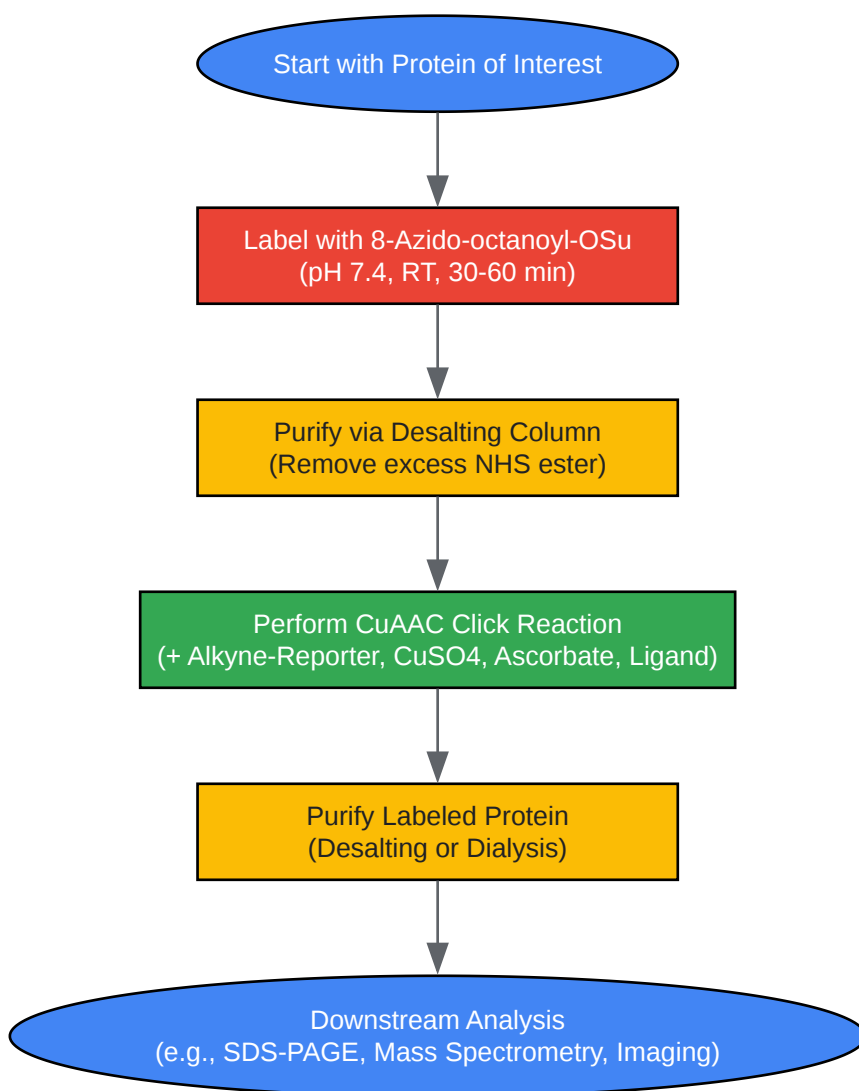 Start with Protein of Interest
Label with 8-Azido-octanoyl-OSu
(pH 7.4, RT, 30-60 min)
Purify via Desalting Column
(Remove excess NHS ester)
Perform CuAAC Click Reaction
(+ Alkyne-Reporter, CuSO4, Ascorbate, Ligand)
Purify Labeled Protein
(Desalting or Dialysis)
Downstream Analysis
(e.g., SDS-PAGE, Mass Spectrometry, Imaging)